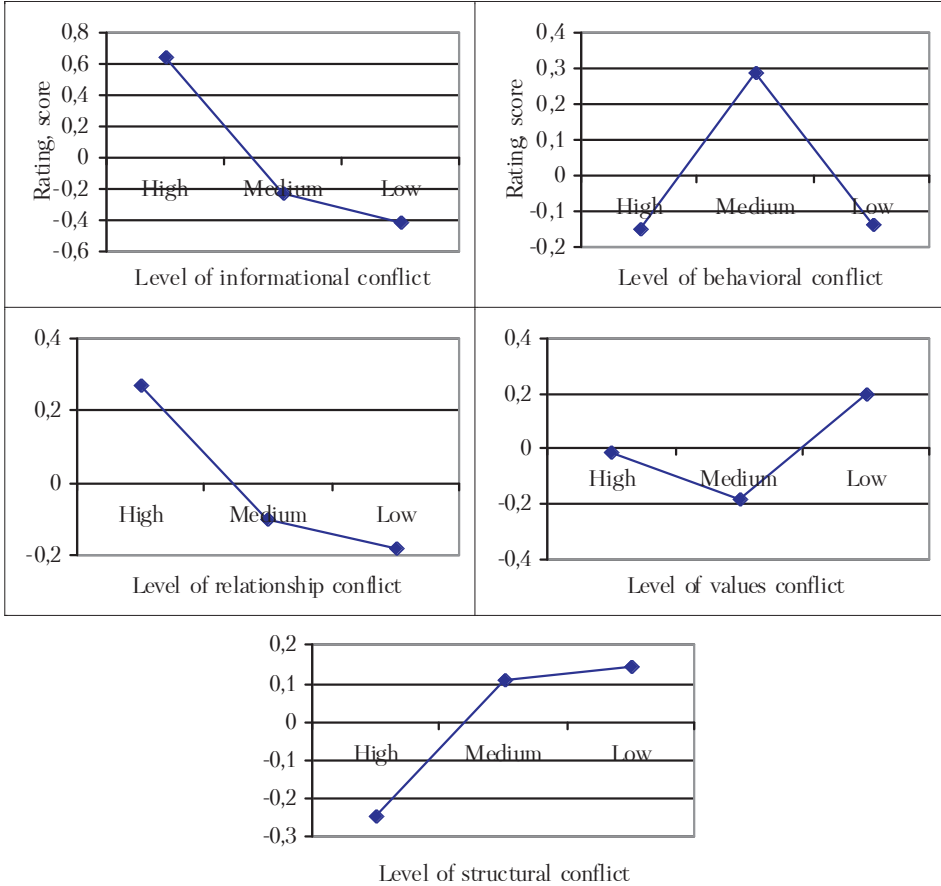 0,8
0,6
0,4
0,2
0
-0,2
-0,4
-0,6
Rating, score
High Medium Low
Level of informational conflict
0,4
0,3
0,2
0,1
0
-0,1
-0,2
Rating, score
High Medium Low
Level of behavioral conflict
0,4
0,2
0
-0,2
High Medium Low
Level of relationship conflict
0,4
0,2
0
-0,2
-0,4
High Medium Low
Level of values conflict
0,2
0,1
0
-0,1
-0,2
-0,3
High Medium Low
Level of structural conflict